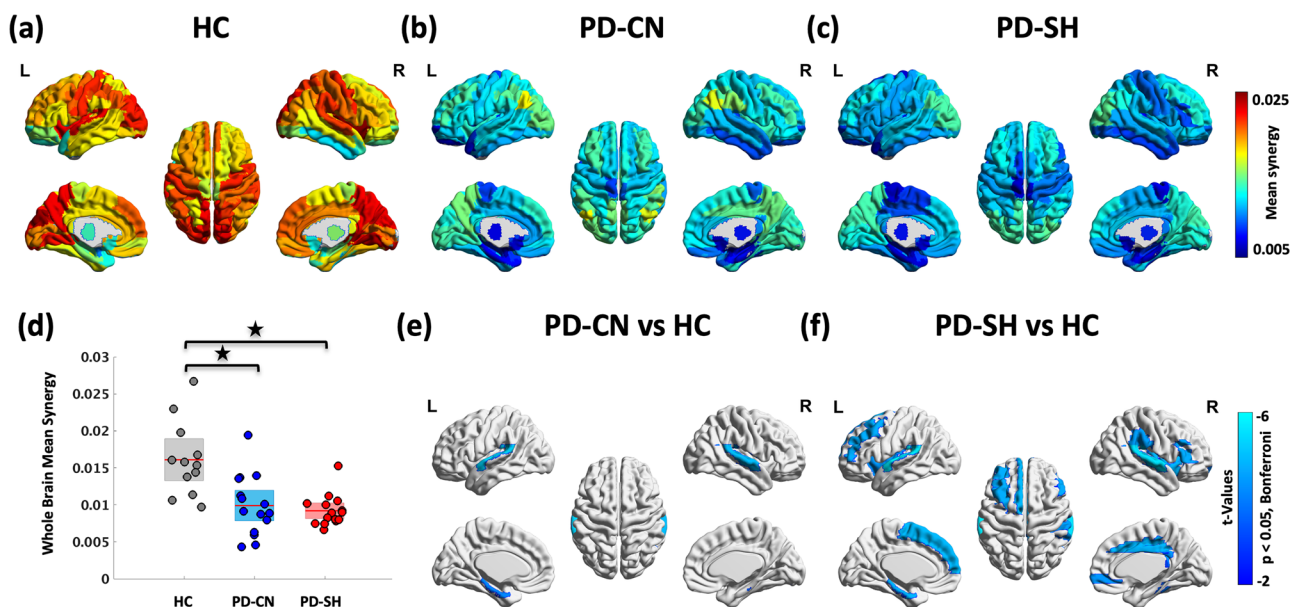 (a) HC
L R
(b) PD-CN
L R
(c) PD-SH
L R
0.025
Mean synergy
0.005
(d)
0.03
0.025
0.02
0.015
0.01
0.005
0
Whole Brain Mean Synergy
HC PD-CN PD-SH
(e) PD-CN vs HC
L R
(f) PD-SH vs HC
L R
-6
t-Values
p < 0.05, Bonferroni
-2